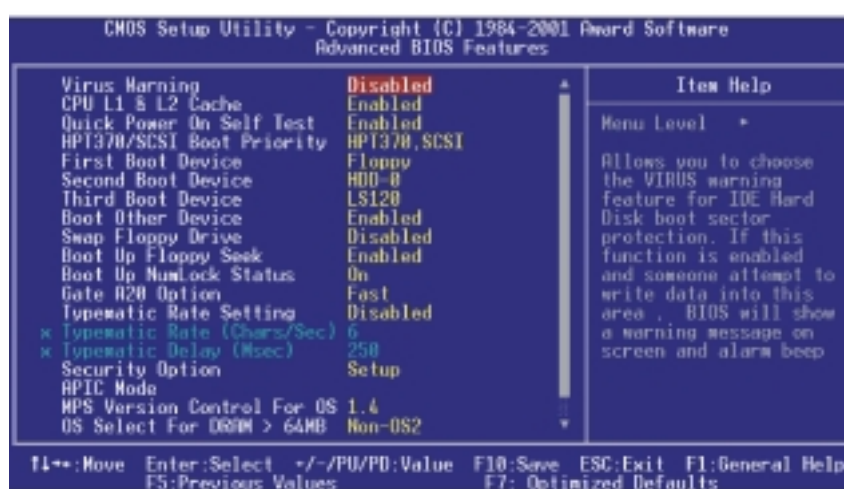 CMOS Setup Utility - Copyright (C) 1984-2001 Award Software
Advanced BIOS Features
Virus Warning Disabled
CPU L1 & L2 Cache Enabled
Quick Power On Self Test Enabled
HPT370/SCSI Boot Priority HPT370,SCSI
First Boot Device Floppy
Second Boot Device HDD-0
Third Boot Device LS120
Boot Other Device Enabled
Swap Floppy Drive Disabled
Boot Up Floppy Seek Enabled
Boot Up NumLock Status On
Gate A20 Option Fast
Typematic Rate Setting Disabled
x Typematic Rate (Chars/Sec) 6
x Typematic Delay (Msec) 250
Security Option Setup
APIC Mode
MPS Version Control For OS 1.4
OS Select For DRAM > 64MB Non-OS2
Item Help
Menu Level ►
Allows you to choose
the VIRUS warning
feature for IDE Hard
Disk boot sector
protection. If this
function is enabled
and someone attempt to
write data into this
area , BIOS will show
a warning message on
screen and alarm beep
↑↓→←:Move Enter:Select +/-/PU/PD:Value F10:Save ESC:Exit F1:General Help
F5:Previous Values F7: Optimized Defaults